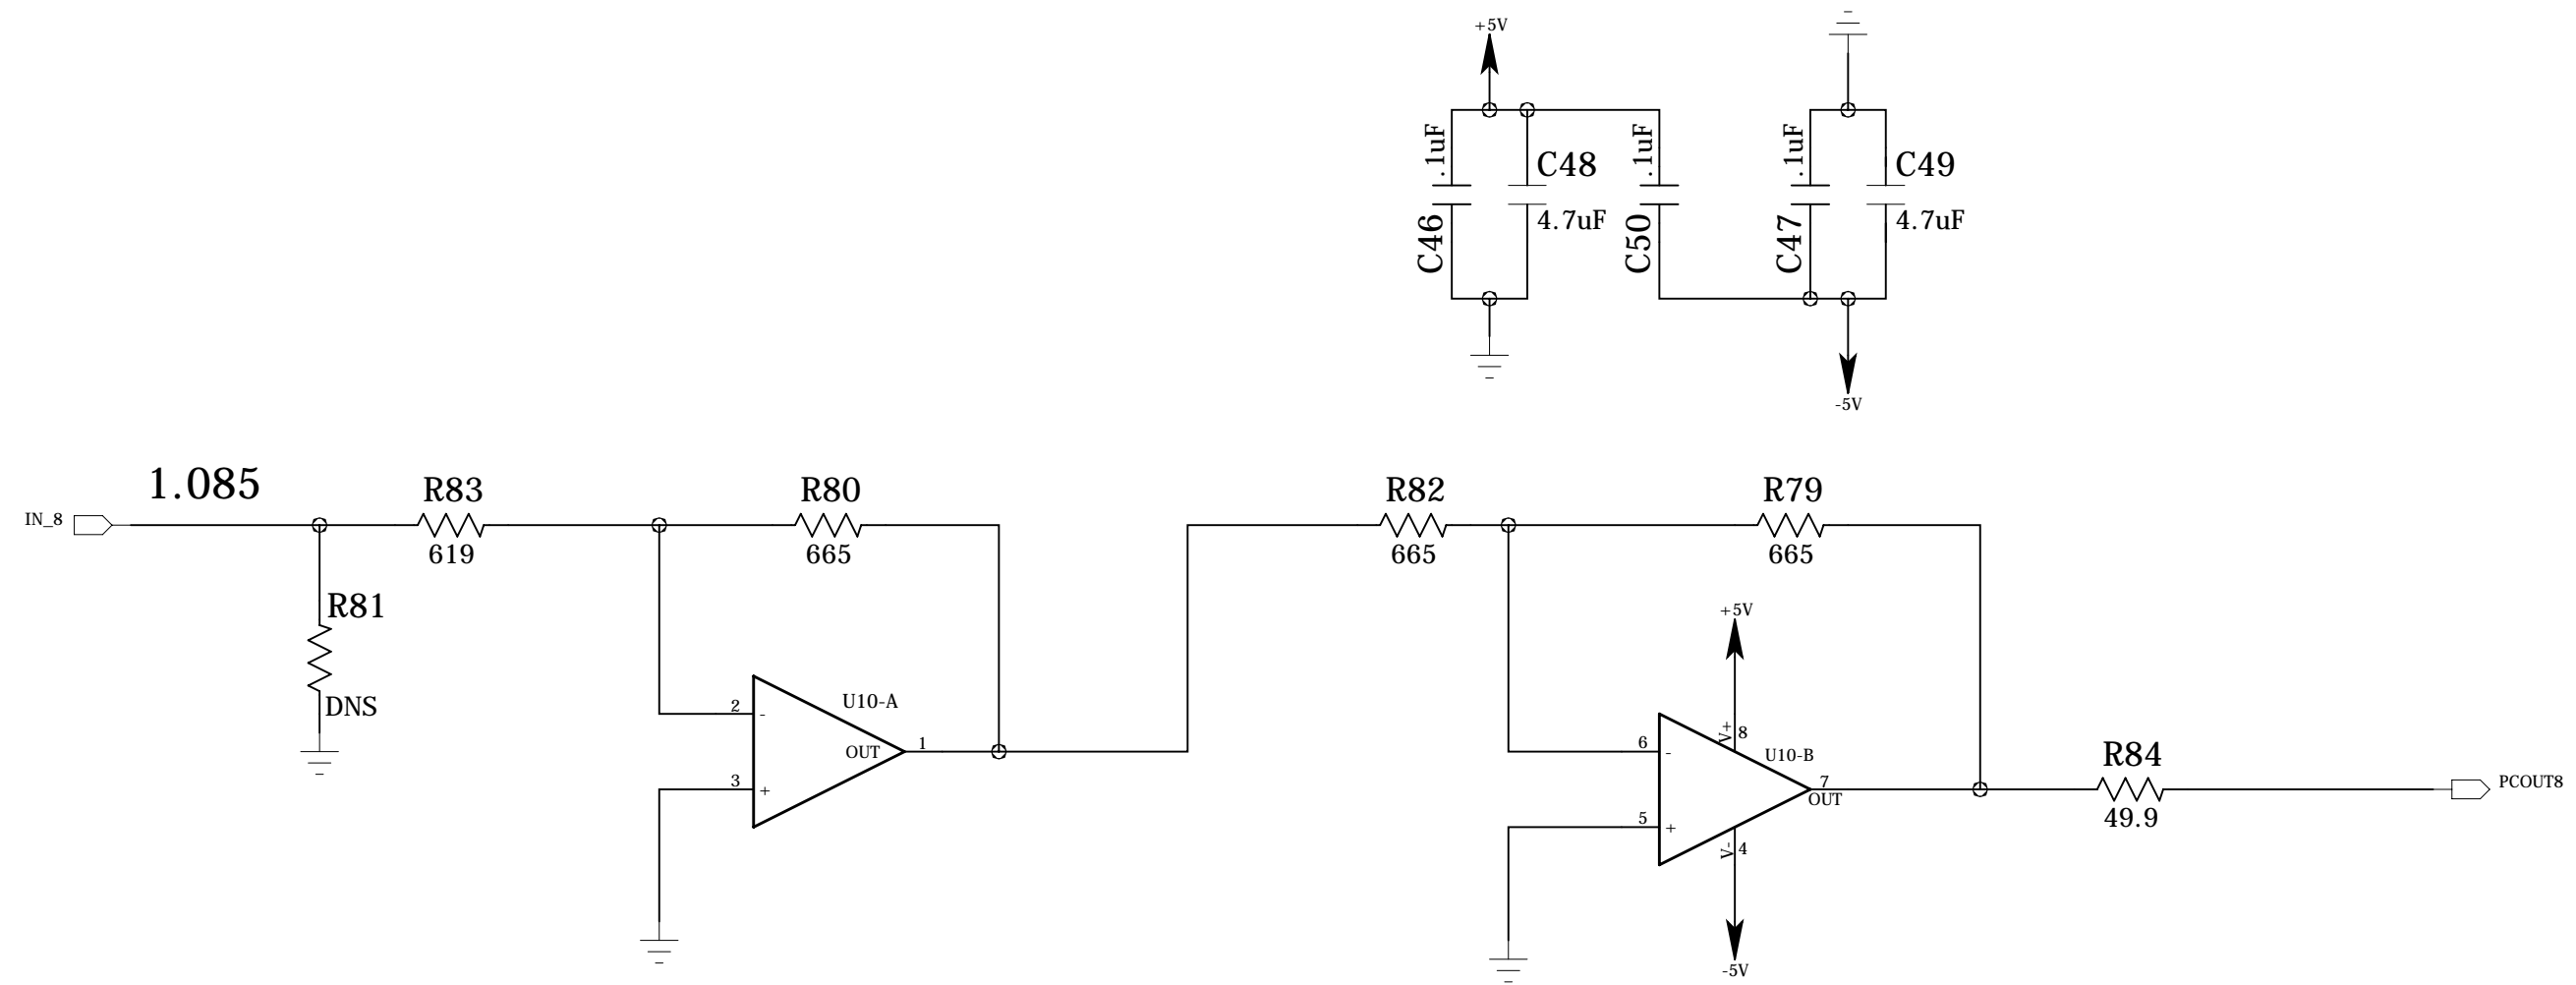 +5V
.1uF
C46
C48
4.7uF
.1uF
C50
.1uF
C47
C49
4.7uF
-5V
1.085
IN_8
R83
619
R80
665
R82
665
R79
665
R81
DNS
2
-
U10-A
OUT
1
3
+
+5V
V+
8
6
-
U10-B
7
OUT
5
+
V-
4
-5V
R84
49.9
PCOUT8